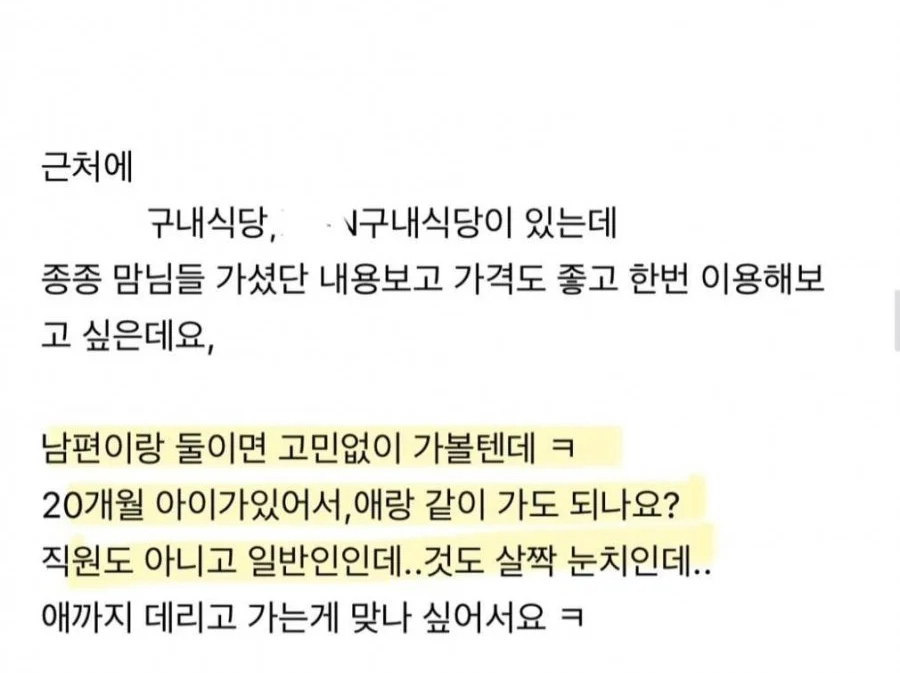 근처에
구내식당, N구내식당이 있는데
종종 맘님들 가셨단 내용보고 가격도 좋고 한번 이용해보
고 싶은데요,
남편이랑 둘이면 고민없이 가볼텐데 ㅋ
20개월 아이가있어서,애랑 같이 가도 되나요?
직원도 아니고 일반인인데..것도 살짝 눈치인데..
애까지 데리고 가는게 맞나 싶어서요 ㅋ